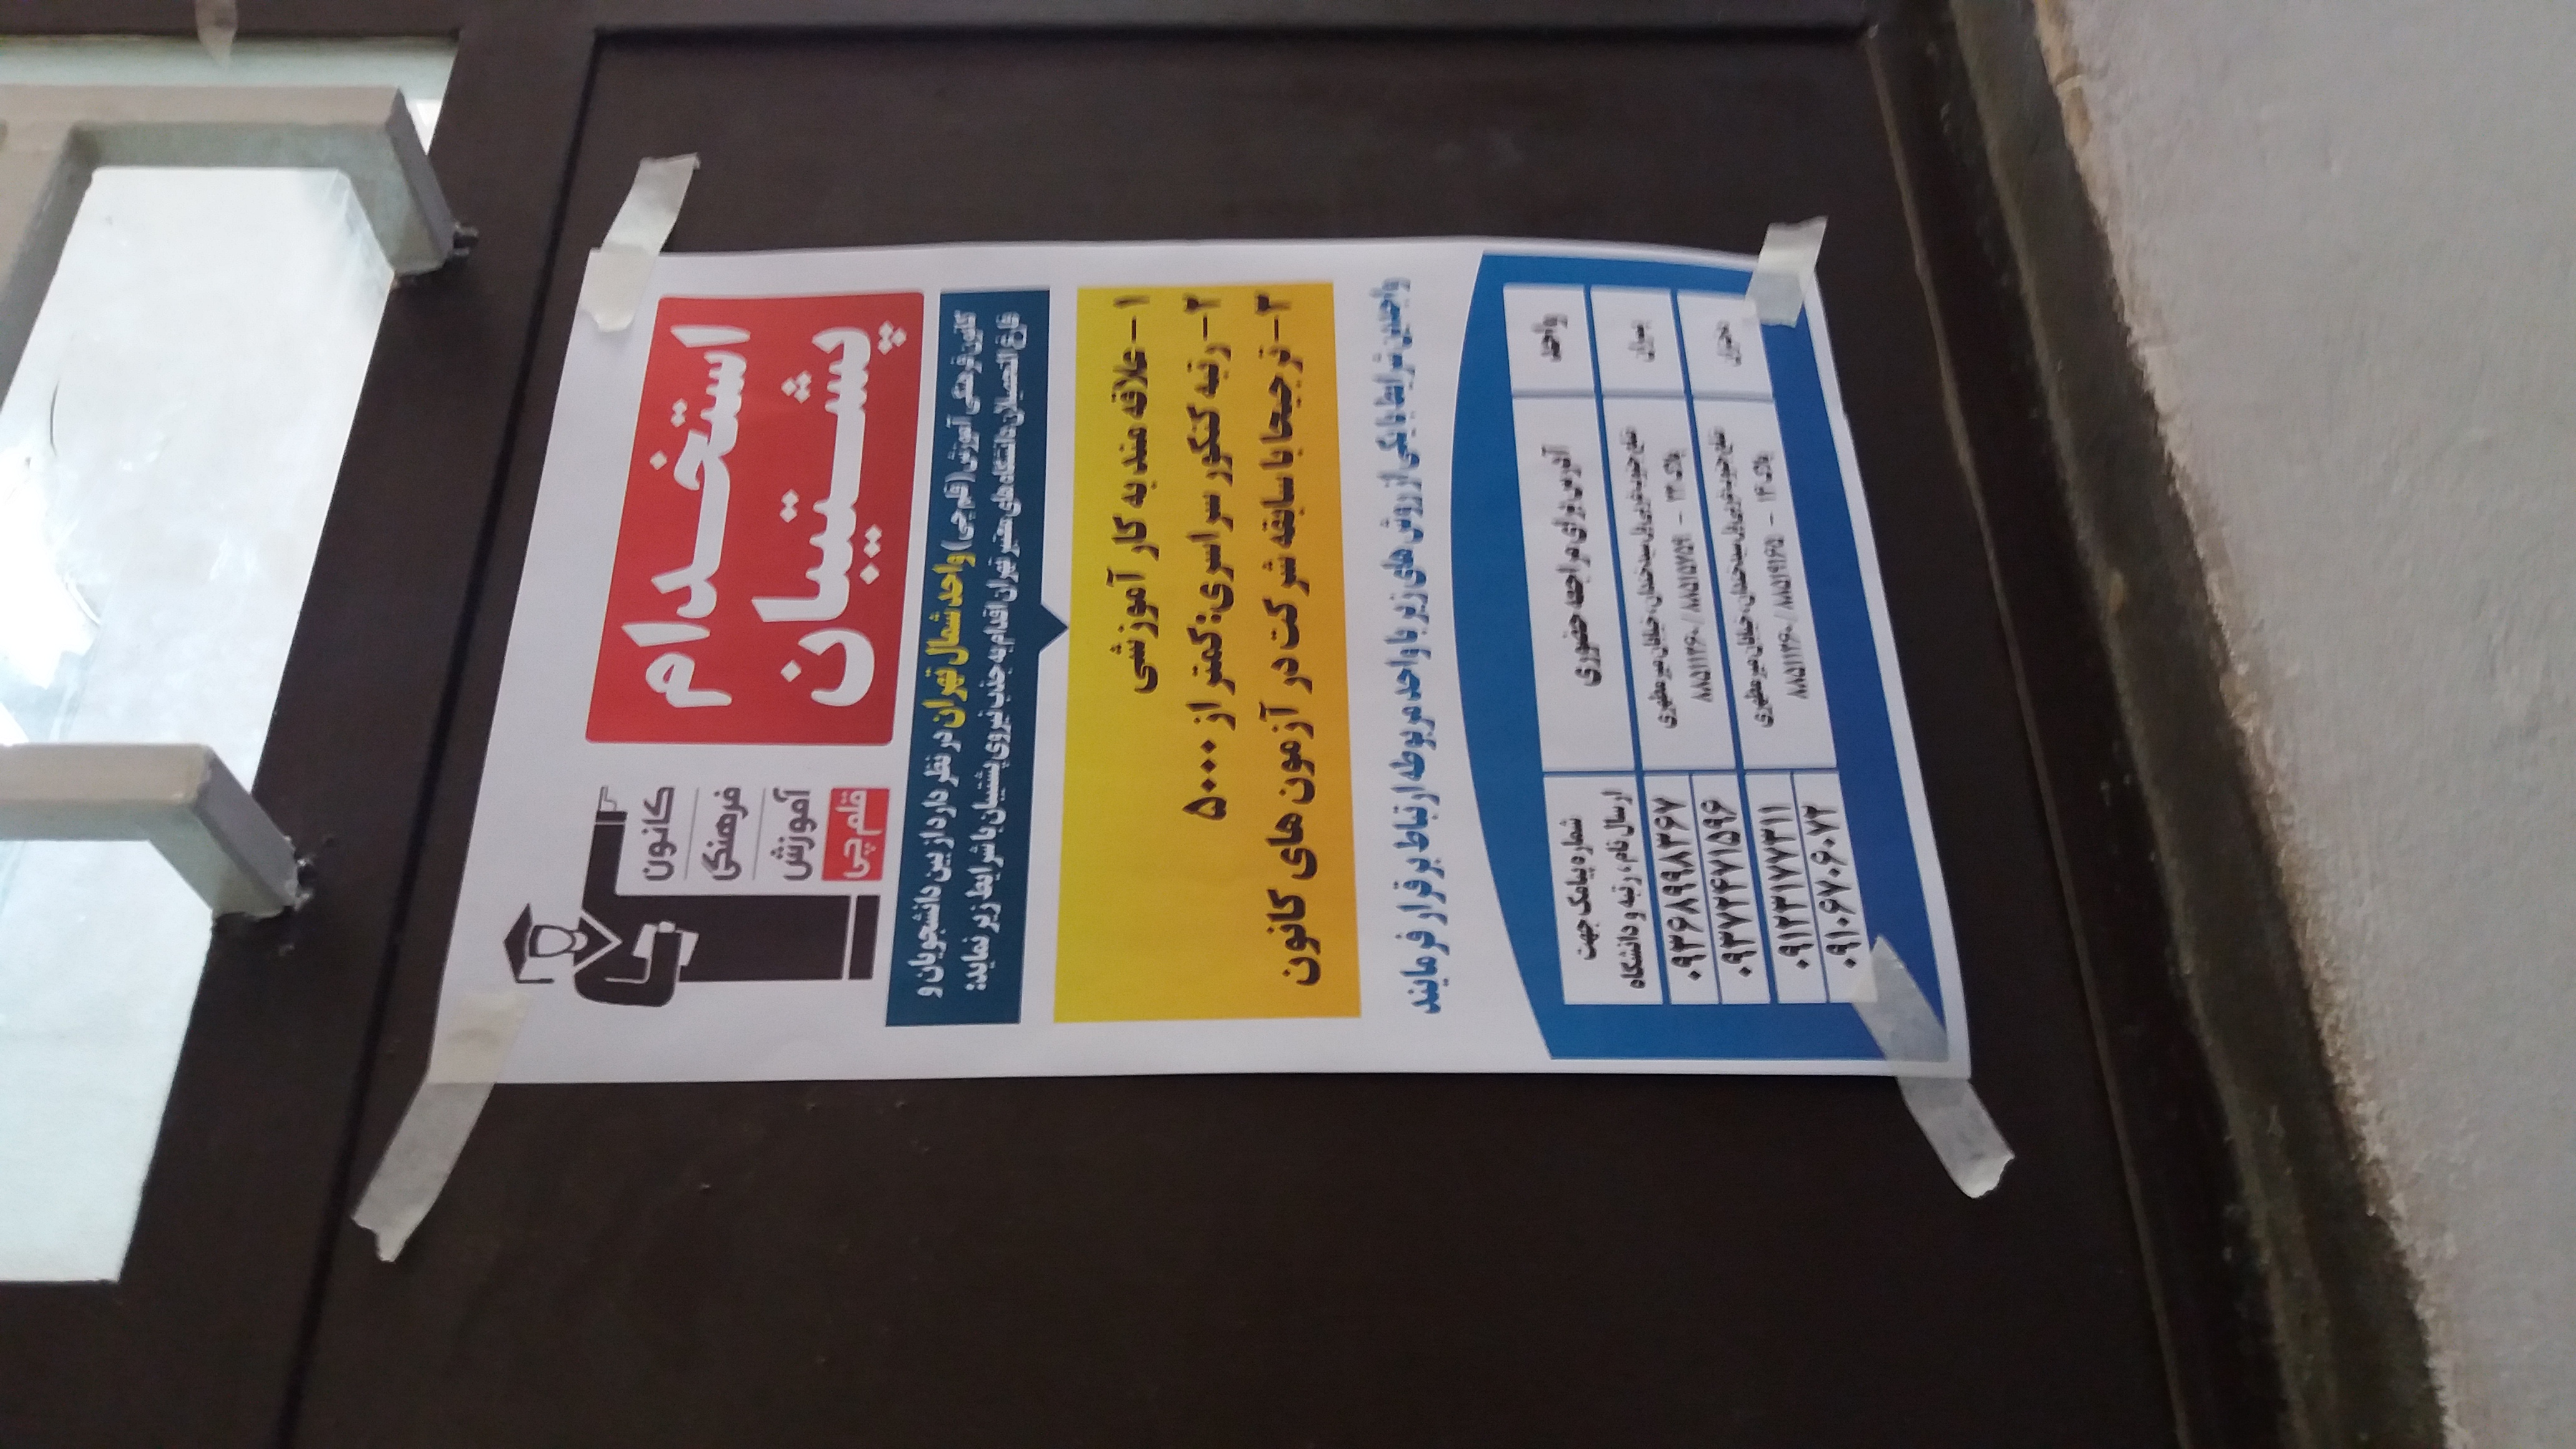 استخدام
پشتیبان
کانون
فرهنگی
آموزش
قلم چی
کانون فرهنگی آموزش (قلم چی) واحد شمال تهران در نظر دارد از بین دانشجویان و
فارغ التحصیلان دانشگاه های معتبر تهران اقدام به جذب نیروی پشتیبان با شرایط زیر نماید:
۱- علاقه مند به کار آموزشی
۲- رتبه کنکور سراسری: کمتر از ۵۰۰۰
۳- ترجیحا با سابقه شرکت در آزمون های کانون
واجدین شرایط با یکی از روش های زیر با واحد مربوطه ارتباط برقرار فرمایند
واحد
آدرس برای مراجعه حضوری
شماره پیامک جهت
ارسال نام، رتبه و دانشگاه
پسران
ضلع جنوب غربی پل سیدخندان، خیابان میرمطهری
پلاک ۲۳ - ۸۸۵۱۵۷۵۹ / ۸۸۵۱۱۲۶۰
۰۹۳۶۸۹۹۸۳۶۷
۰۹۳۷۲۴۷۱۵۹۶
دختران
ضلع جنوب غربی پل سیدخندان، خیابان میرمطهری
پلاک ۱۴ - ۸۸۵۱۹۱۶۵ / ۸۸۵۱۱۲۶۰
۰۹۱۲۳۱۷۷۳۱۱
۰۹۱۰۶۷۰۶۰۷۲